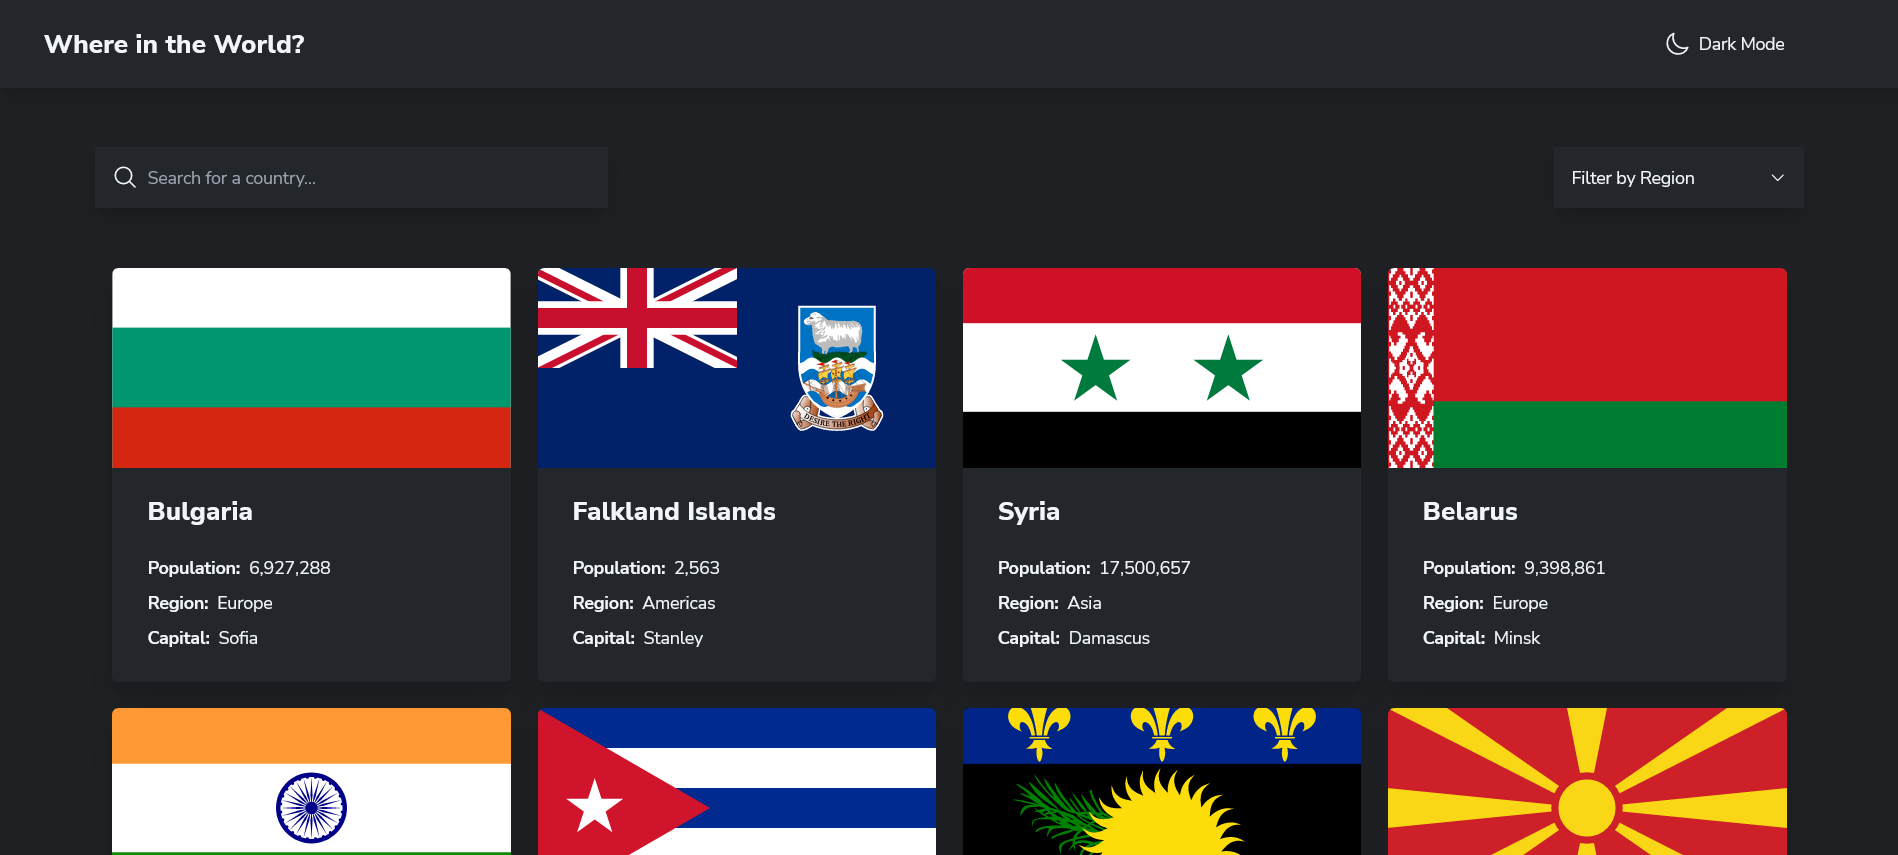 Where in the World?
Dark Mode
Search for a country...
Filter by Region
DESIRE THE RIGHT
Bulgaria
Population: 6,927,288
Region: Europe
Capital: Sofia
Falkland Islands
Population: 2,563
Region: Americas
Capital: Stanley
Syria
Population: 17,500,657
Region: Asia
Capital: Damascus
Belarus
Population: 9,398,861
Region: Europe
Capital: Minsk